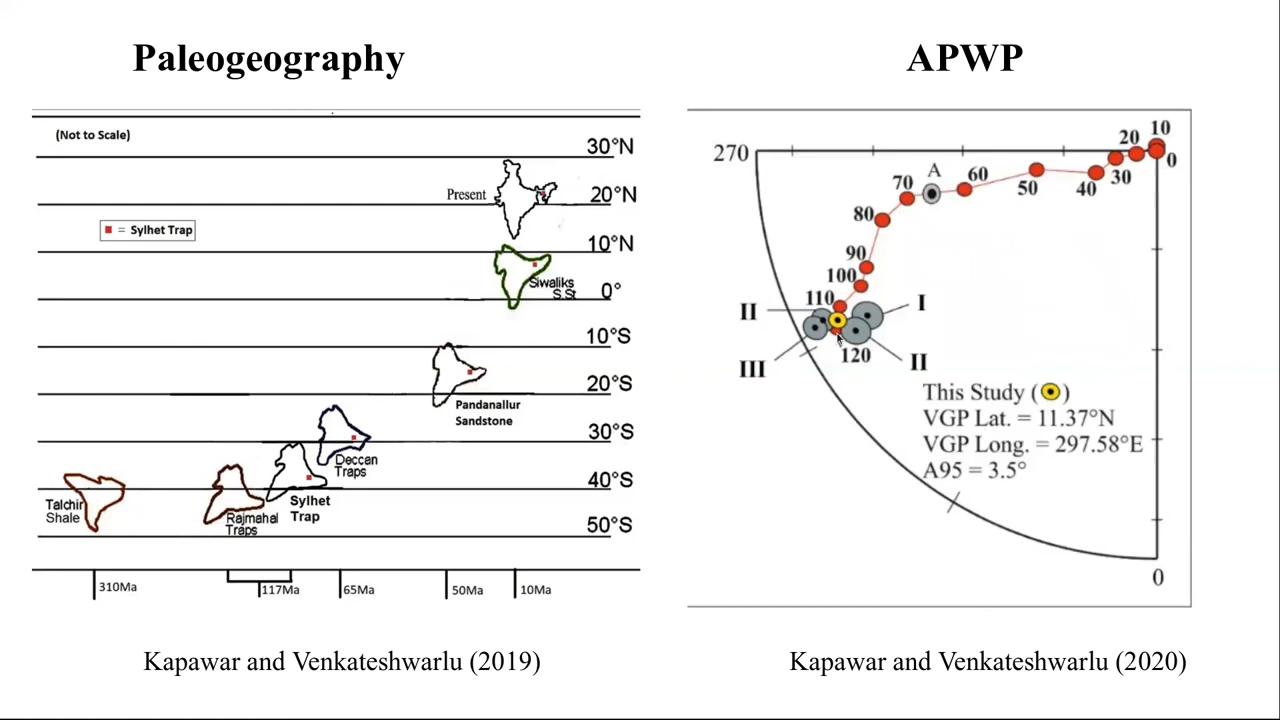 Paleogeography
APWP
(Not to Scale)
30°N
Present
20°N
= Sylhet Trap
10°N
Siwaliks
S.St
0°
10°S
20°S
Pandanallur
Sandstone
30°S
Deccan
Traps
40°S
Talchir
Shale
Rajmahal
Traps
Sylhet
Trap
50°S
310Ma
117Ma
65Ma
50Ma
10Ma
Kapawar and Venkateshwarlu (2019)
270
10
20
0
30
40
50
60
A
70
80
90
100
110
II
I
III
120
II
This Study ( )
VGP Lat. = 11.37°N
VGP Long. = 297.58°E
A95 = 3.5°
0
Kapawar and Venkateshwarlu (2020)